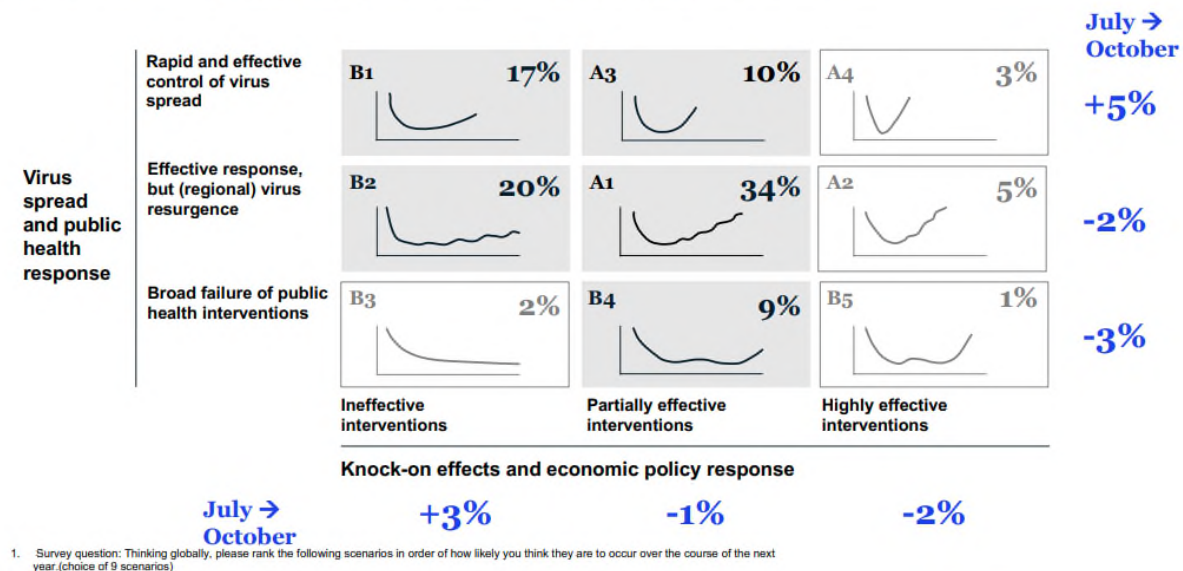 July →
October
Rapid and effective
control of virus
spread
B1 17%
A3 10%
A4 3%
+5%
Virus
spread
and public
health
response
Effective response,
but (regional) virus
resurgence
B2 20%
A1 34%
A2 5%
-2%
Broad failure of public
health interventions
B3 2%
B4 9%
B5 1%
-3%
Ineffective
interventions
Partially effective
interventions
Highly effective
interventions
Knock-on effects and economic policy response
July →
October
+3%
-1%
-2%
1. Survey question: Thinking globally, please rank the following scenarios in order of how likely you think they are to occur over the course of the next
year.(choice of 9 scenarios)